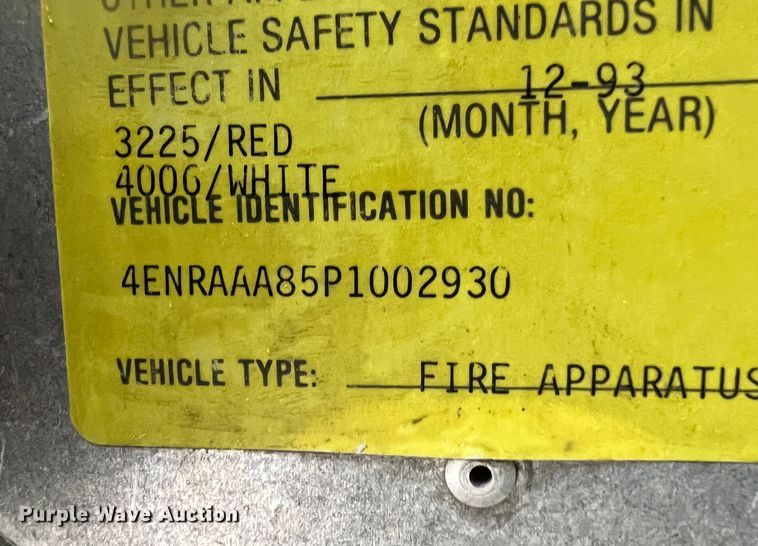 VEHICLE SAFETY STANDARDS IN
EFFECT IN 12-93
(MONTH, YEAR)
3225/RED
4006/WHITE
VEHICLE IDENTIFICATION NO:
4ENRAAA85P1002930
VEHICLE TYPE: FIRE APPARATUS
Purple Wave Auction